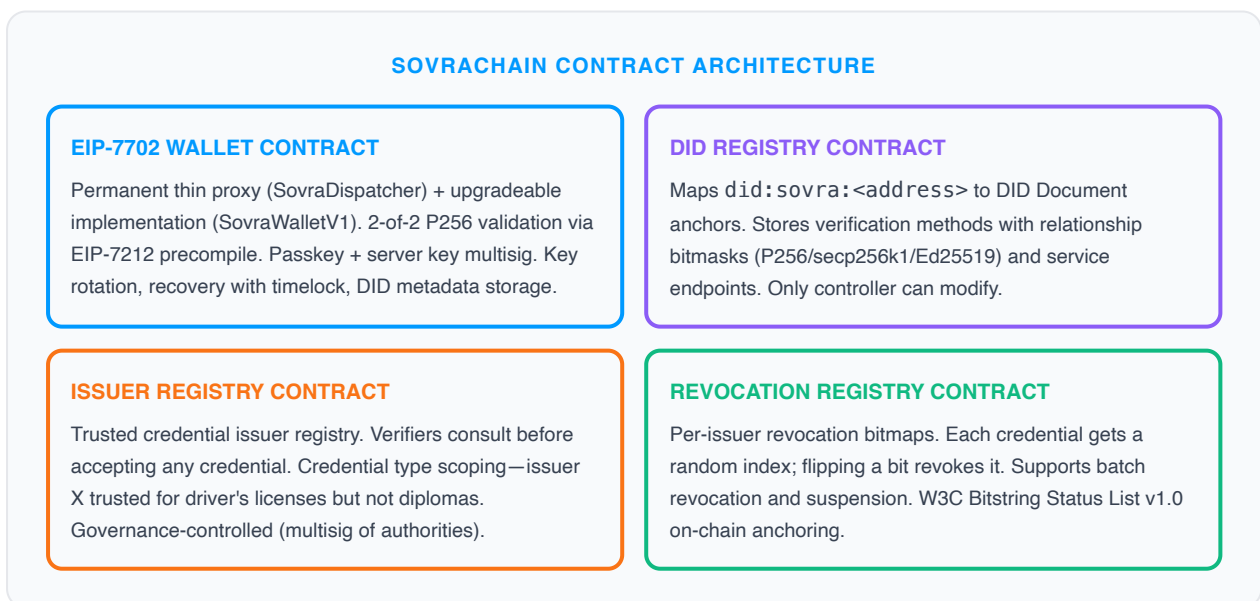 SOVRACHAIN CONTRACT ARCHITECTURE
EIP-7702 WALLET CONTRACT
Permanent thin proxy (SovraDispatcher) + upgradeable
implementation (SovraWalletV1). 2-of-2 P256 validation via
EIP-7212 precompile. Passkey + server key multisig. Key
rotation, recovery with timelock, DID metadata storage.
DID REGISTRY CONTRACT
Maps did:sovra:<address> to DID Document
anchors. Stores verification methods with relationship
bitmasks (P256/secp256k1/Ed25519) and service
endpoints. Only controller can modify.
ISSUER REGISTRY CONTRACT
Trusted credential issuer registry. Verifiers consult before
accepting any credential. Credential type scoping—issuer
X trusted for driver's licenses but not diplomas.
Governance-controlled (multisig of authorities).
REVOCATION REGISTRY CONTRACT
Per-issuer revocation bitmaps. Each credential gets a
random index; flipping a bit revokes it. Supports batch
revocation and suspension. W3C Bitstring Status List v1.0
on-chain anchoring.